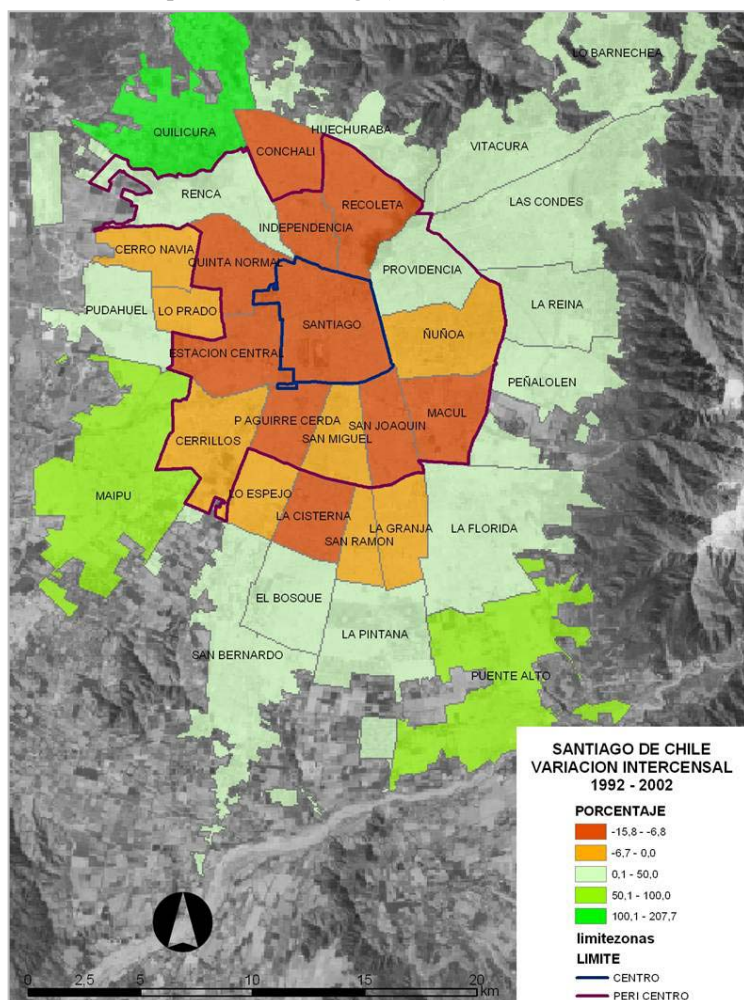 LO BARNECHEA
QUILICURA
HUECHURABA
CONCHALI
VITACURA
RENCA
RECOLETA
LAS CONDES
INDEPENDENCIA
CERRO NAVIA
QUINTA NORMAL
PROVIDENCIA
PUDAHUEL
LO PRADO
LA REINA
SANTIAGO
ÑUÑOA
ESTACION CENTRAL
PEÑALOLEN
P AGUIRRE CERDA
SAN JOAQUIN
MACUL
CERRILLOS
SAN MIGUEL
MAIPU
LO ESPEJO
LA CISTERNA
LA GRANJA
LA FLORIDA
SAN RAMON
EL BOSQUE
LA PINTANA
SAN BERNARDO
PUENTE ALTO
SANTIAGO DE CHILE
VARIACION INTERCENSAL
1992 - 2002
PORCENTAJE
-15,8 - -6,8
-6,7 - 0,0
0,1 - 50,0
50,1 - 100,0
100,1 - 207,7
limitezonas
LIMITE
CENTRO
PERI CENTRO
0 2,5 5 10 15 20
km